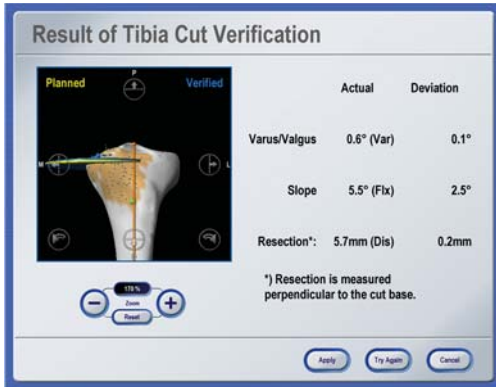 Result of Tibia Cut Verification
Planned
P
Verified
Actual
Deviation
M
L
Varus/Valgus
0.6° (Var)
0.1°
Slope
5.5° (Flx)
2.5°
Resection*:
5.7mm (Dis)
0.2mm
*) Resection is measured
perpendicular to the cut base.
170 %
Zoom
Reset
Apply
Try Again
Cancel